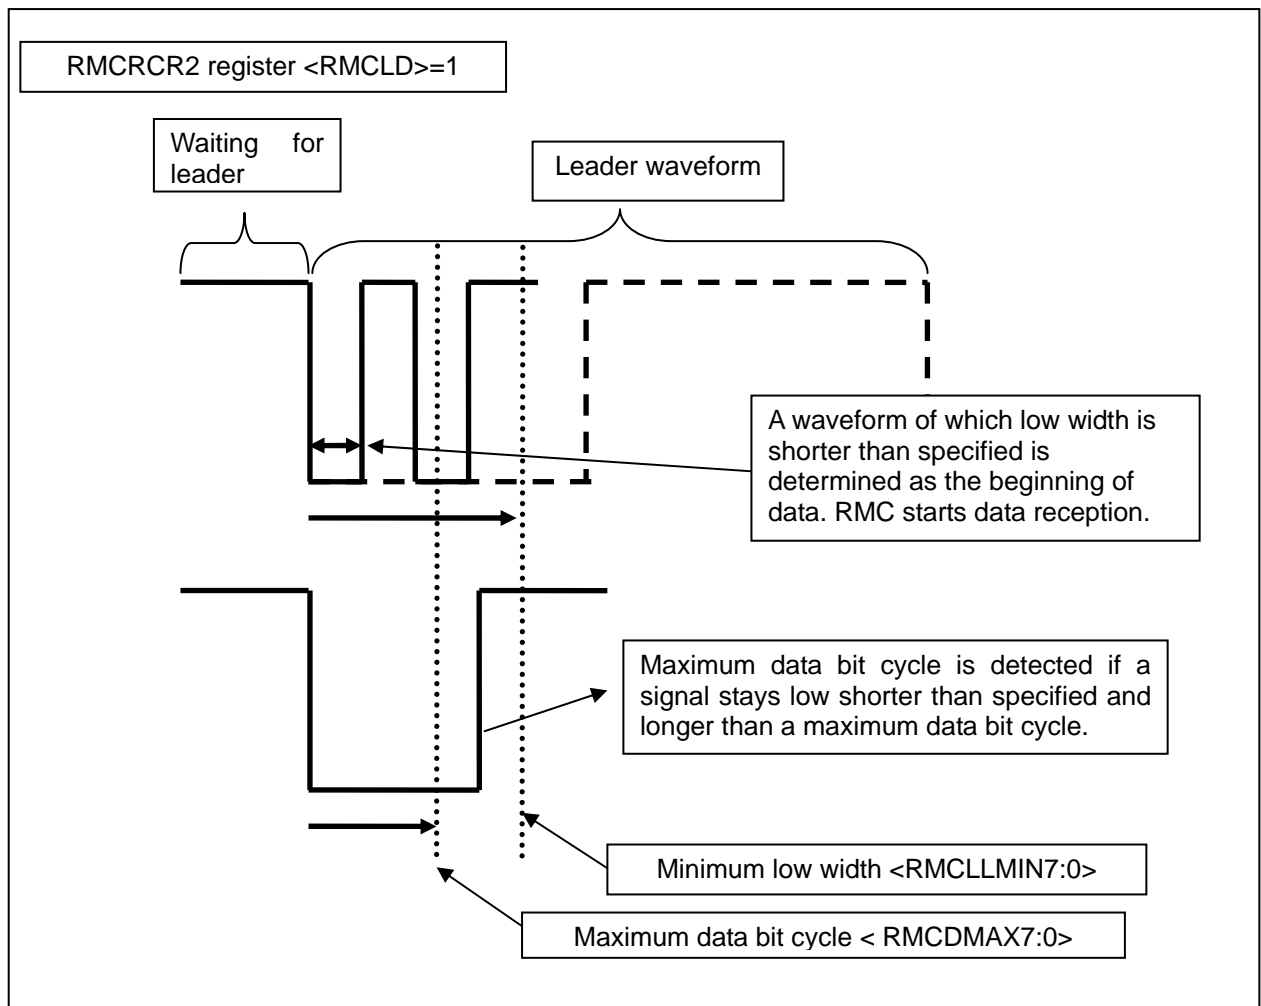 RMCRCR2 register <RMCLD>=1
Waiting for
leader
Leader waveform
A waveform of which low width is
shorter than specified is
determined as the beginning of
data. RMC starts data reception.
Maximum data bit cycle is detected if a
signal stays low shorter than specified and
longer than a maximum data bit cycle.
Minimum low width <RMCLLMIN7:0>
Maximum data bit cycle < RMCDMAX7:0>